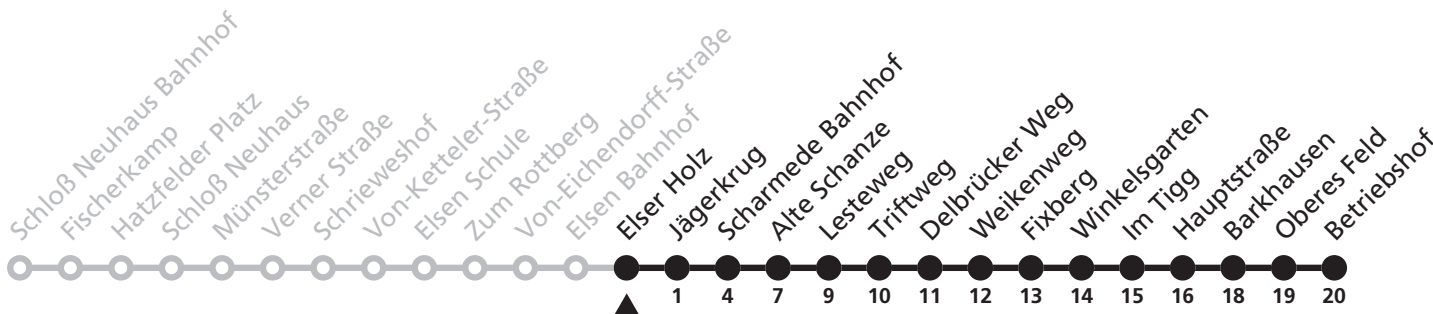 Schloß Neuhaus Bahnhof
Fischerkamp
Hatzfelder Platz
Schloß Neuhaus
Münsterstraße
Verner Straße
Schrieweshof
Von-Ketteler-Straße
Elsen Schule
Zum Rottberg
Von-Eichendorff-Straße
Elsen Bahnhof
Elser Holz
Jägerkrug
Scharmede Bahnhof
Alte Schanze
Lesteweg
Triftweg
Delbrücker Weg
Weikenweg
Fixberg
Winkelsgarten
Im Tigg
Hauptstraße
Barkhausen
Oberes Feld
Betriebshof
1 4 7 9 10 11 12 13 14 15 16 18 19 20